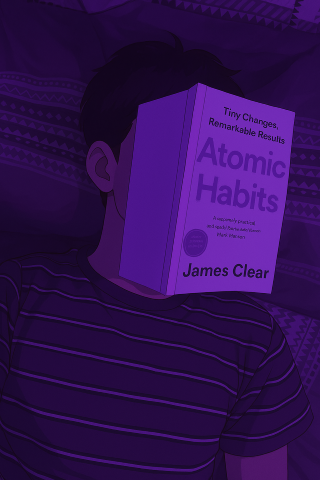 Tiny Changes,
Remarkable Results
Atomic
Habits
James Clear